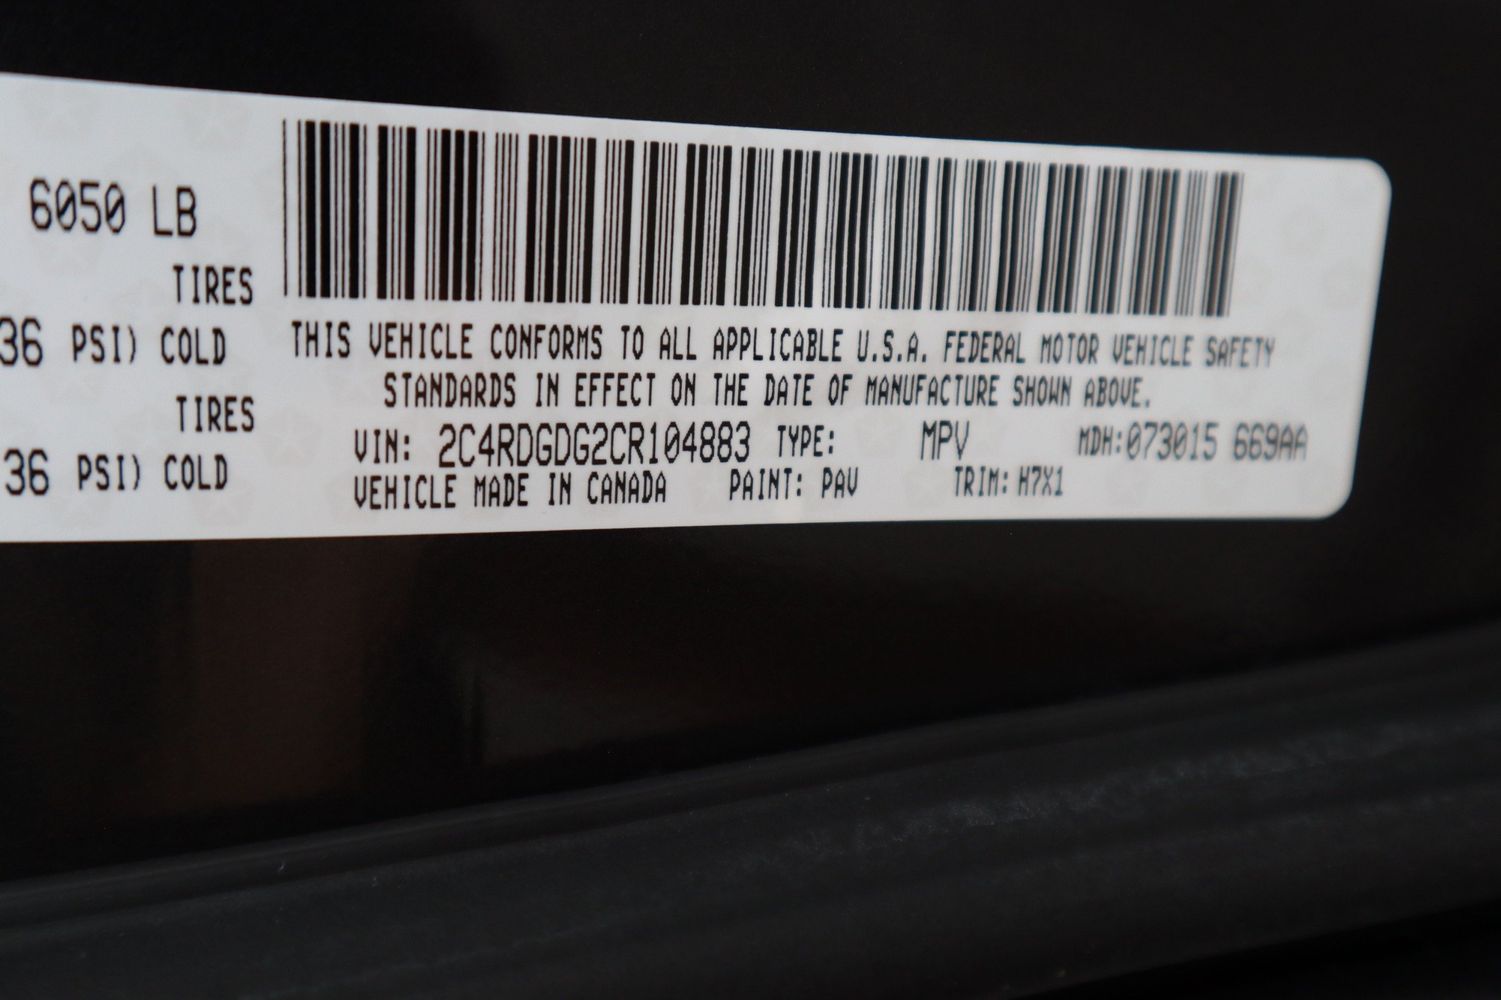 6050 LB
TIRES
36 PSI) COLD
TIRES
36 PSI) COLD
THIS VEHICLE CONFORMS TO ALL APPLICABLE U.S.A. FEDERAL MOTOR VEHICLE SAFETY
STANDARDS IN EFFECT ON THE DATE OF MANUFACTURE SHOWN ABOVE.
VIN: 2C4RDGDG2CR104883 TYPE: MPV MDH:073015 669AA
VEHICLE MADE IN CANADA PAINT: PAV TRIM: H7X1